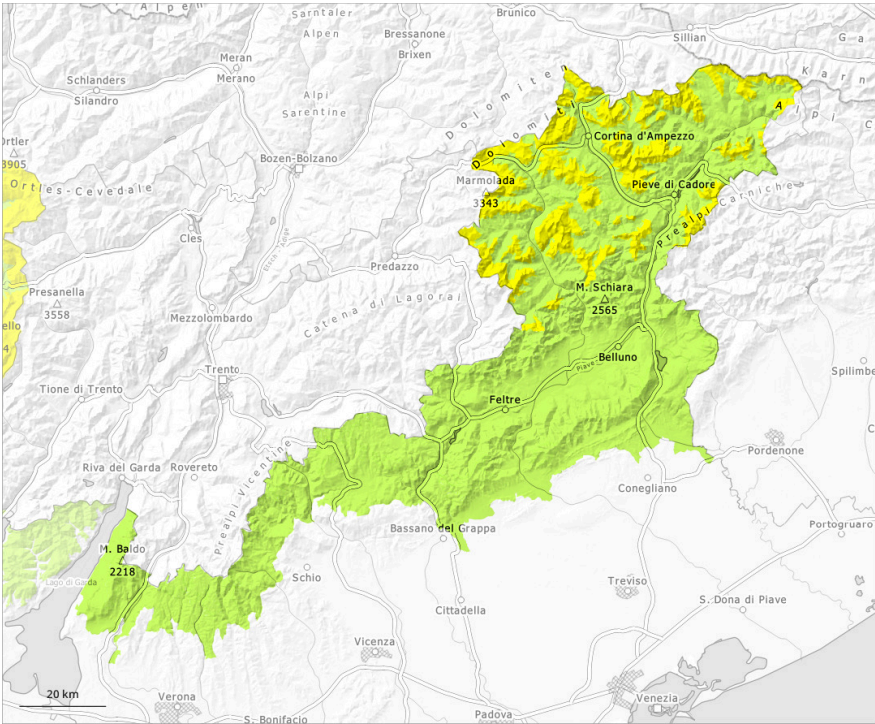 Alpen
Sarntaler
Alpen
Brunico
Bressanone
Brixen
Sillian
Meran
Merano
Schlanders
Silandro
Alpi
Sarentine
Dolomiten
Dolomiti
Karn
Ortler
3905
Ortles-Cevedale
Bozen-Bolzano
Cortina d'Ampezzo
Marmolada
3343
Pieve di Cadore
Prealpi Carniche
Cles
Etsch - Adige
Predazzo
Presanella
3558
Mezzolombardo
Catena di Lagorai
M. Schiara
2565
Belluno
Piave
Trento
Tione di Trento
Feltre
Spilimbe
Riva del Garda
Rovereto
Prealpi Vicentine
Pordenone
Conegliano
Bassano del Grappa
Portogruaro
M. Baldo
2218
Lago di Garda
Schio
Treviso
S. Dona di Piave
Cittadella
Vicenza
20 km
Verona
S. Bonifacio
Padova
Venezia